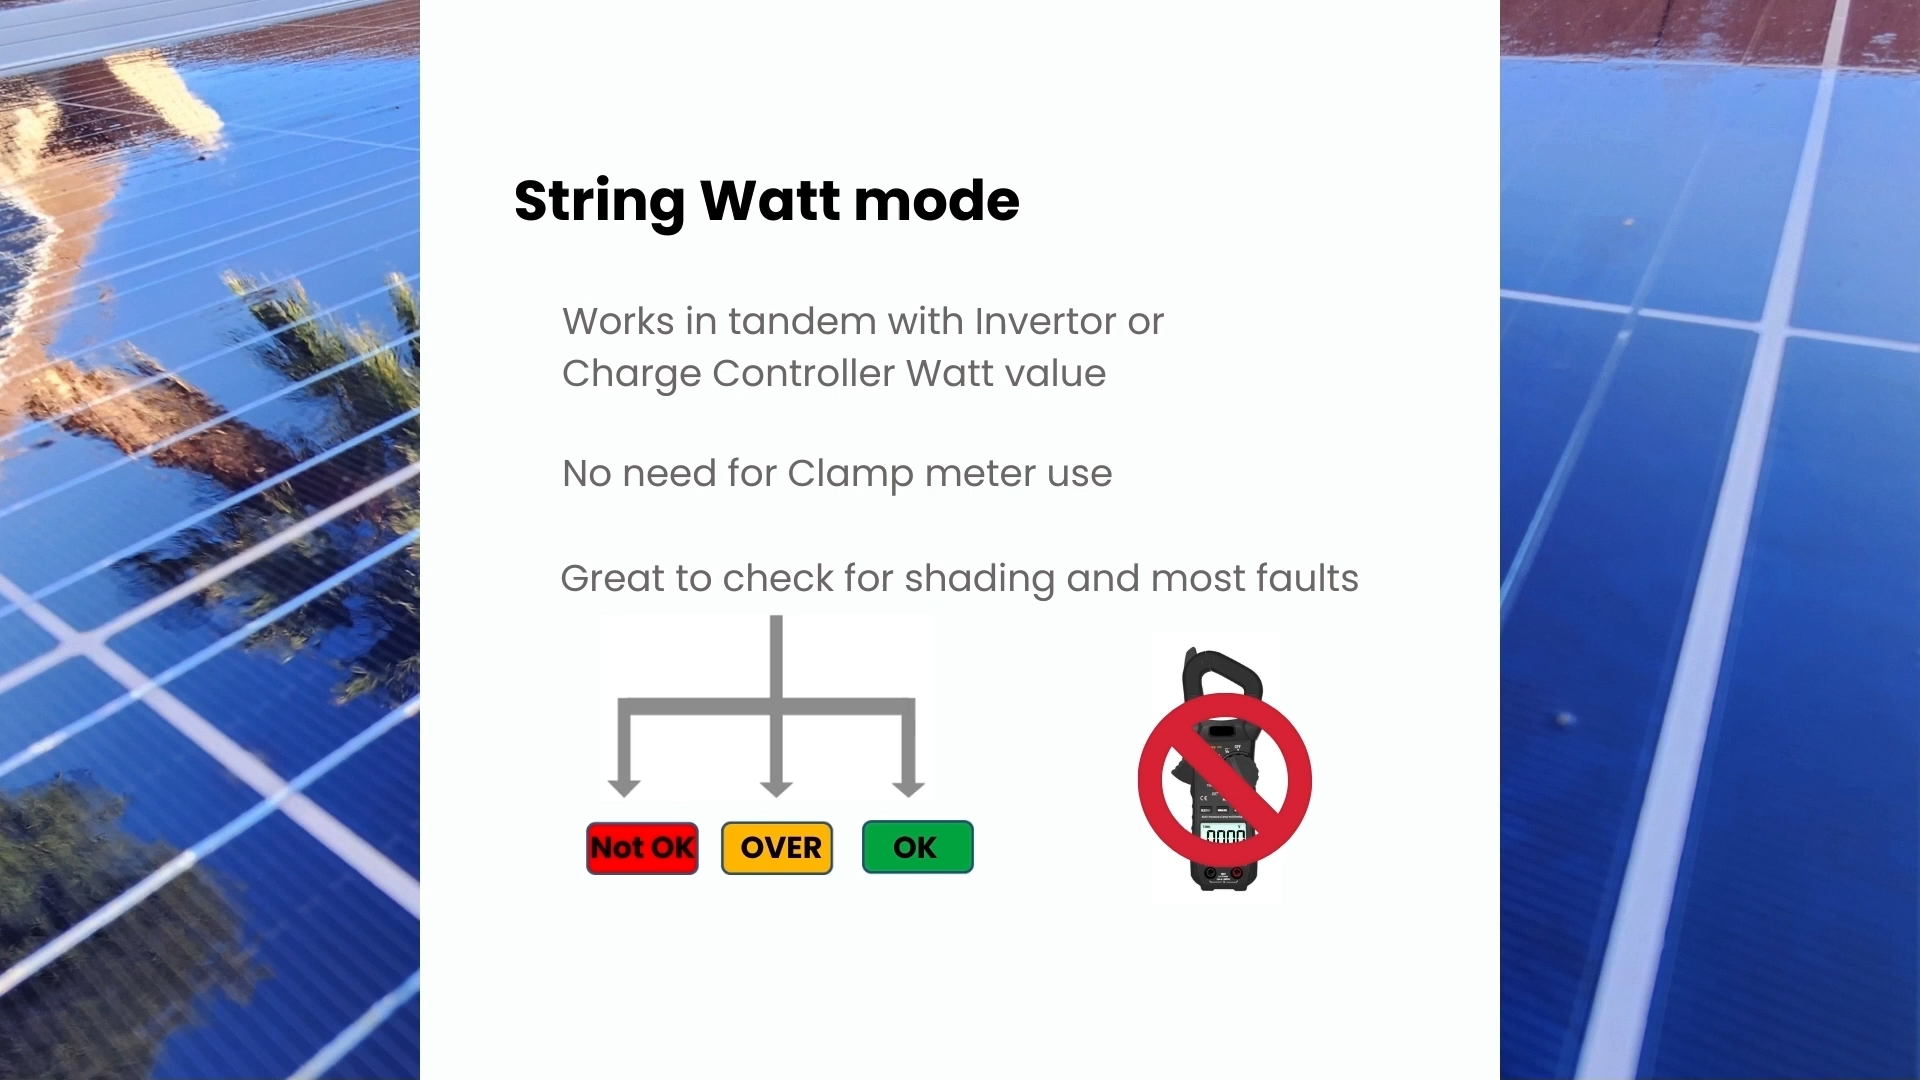 String Watt mode
Works in tandem with Invertor or
Charge Controller Watt value
No need for Clamp meter use
Great to check for shading and most faults
Not OK
OVER
OK
0000